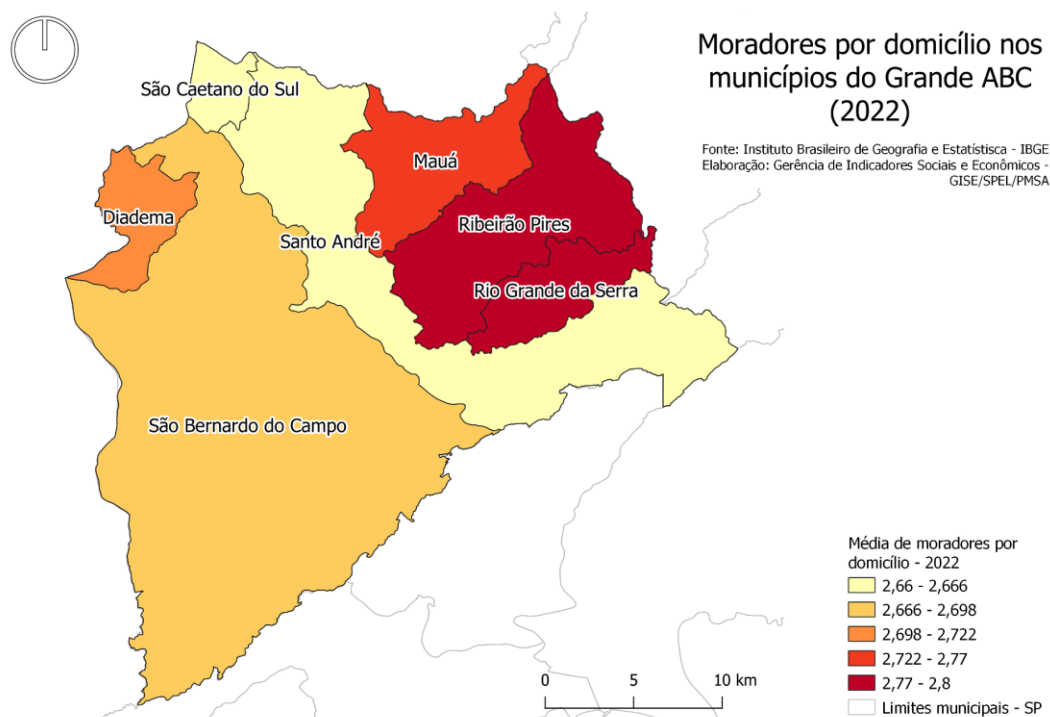 Moradores por domicílio nos
municípios do Grande ABC
(2022)
Fonte: Instituto Brasileiro de Geografia e Estatístisca - IBGE
Elaboração: Gerência de Indicadores Sociais e Econômicos -
GISE/SPEL/PMSA
São Caetano do Sul
Mauá
Diadema
Ribeirão Pires
Santo André
Rio Grande da Serra
São Bernardo do Campo
Média de moradores por
domicílio - 2022
2,66 - 2,666
2,666 - 2,698
2,698 - 2,722
2,722 - 2,77
2,77 - 2,8
Limites municipais - SP
0 5 10 km